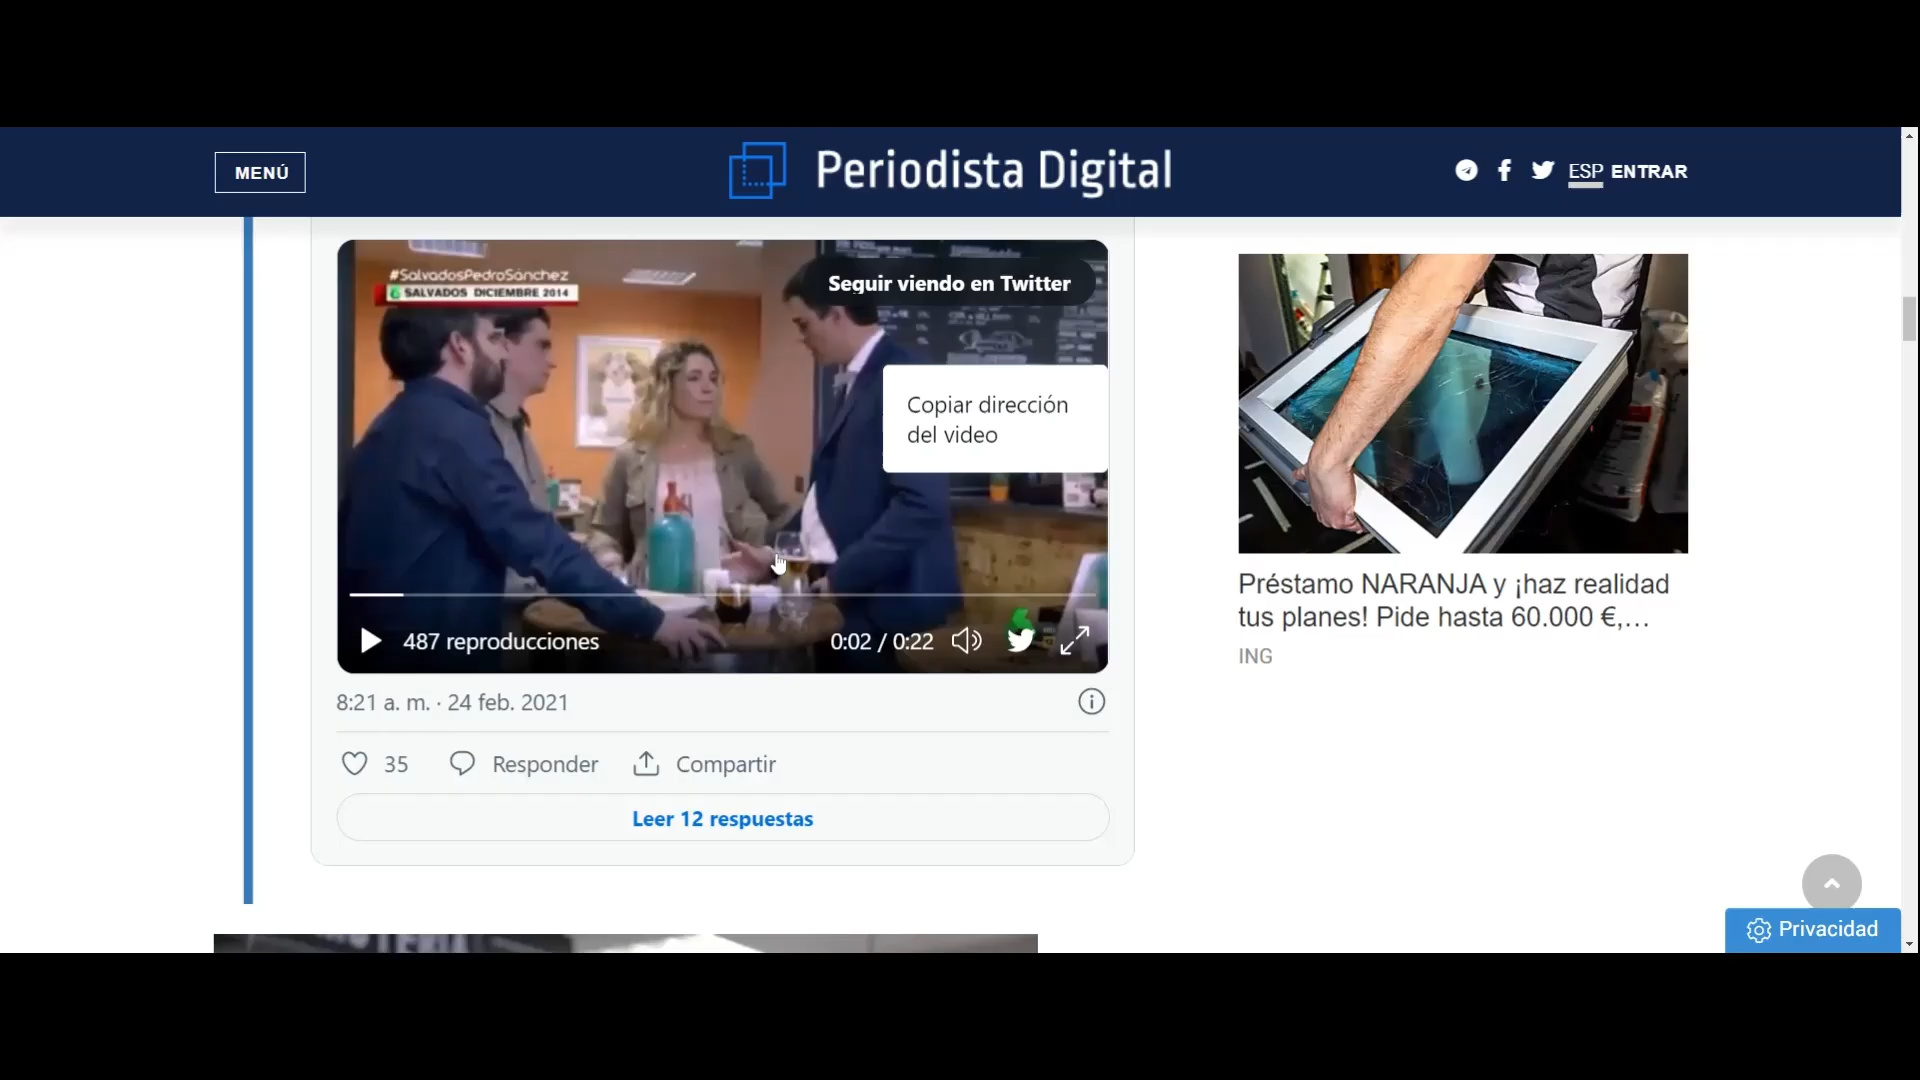 MENÚ
Periodista Digital
ESP ENTRAR
#SalvadosPedroSánchez
SALVADOS DICIEMBRE 2014
Seguir viendo en Twitter
Copiar dirección
del video
487 reproducciones
0:02 / 0:22
8:21 a. m. · 24 feb. 2021
35
Responder
Compartir
Leer 12 respuestas
Préstamo NARANJA y ¡haz realidad
tus planes! Pide hasta 60.000 €,...
ING
Privacidad